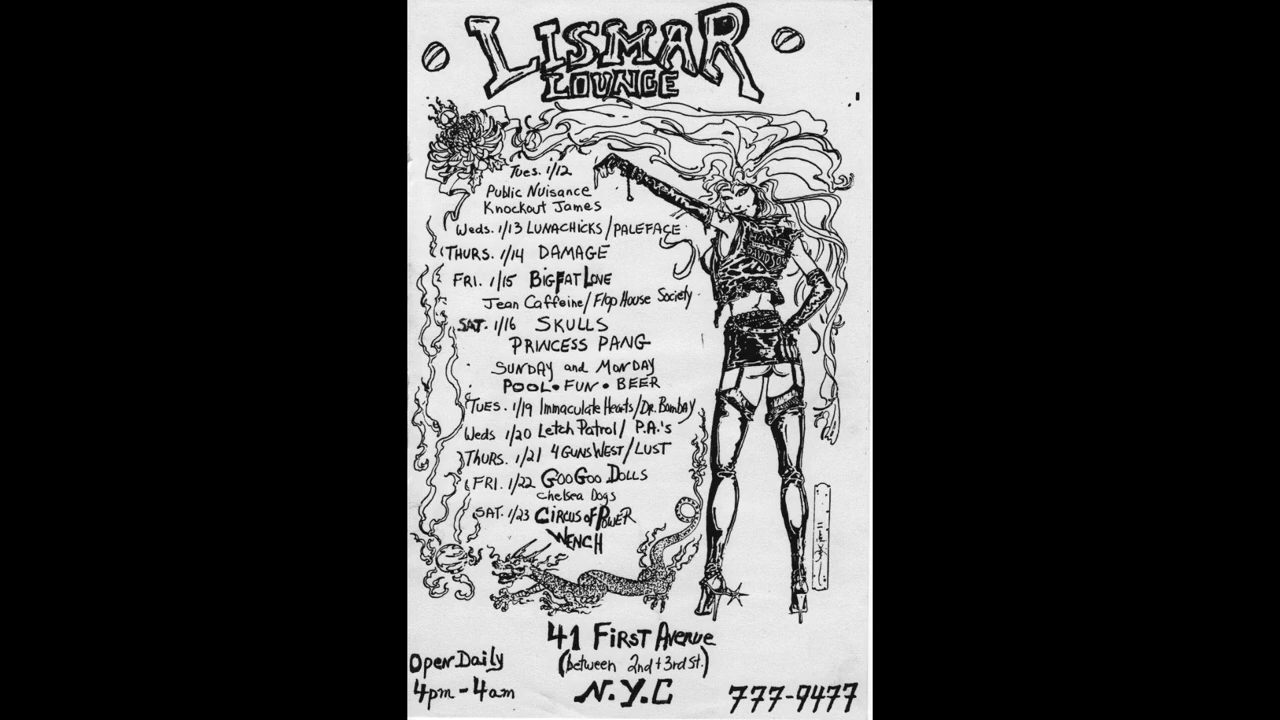 LISMAR
LOUNGE
Tues. 1/12
Public Nuisance
Knockout James
Weds. 1/13 LUNACHICKS/PALEFACE
THURS. 1/14 DAMAGE
FRI. 1/15 BIGFAT LOVE
Jean Caffeine/Flop House Society
SAT. 1/16 SKULLS
PRINCESS PANG
SUNDAY and MONDAY
POOL • FUN • BEER
TUES. 1/19 Immaculate Hearts/Dr. Bombay
Weds 1/20 Letch Patrol/ P.A.'s
THURS. 1/21 4 GUNS WEST/LUST
FRI. 1/22 GOO GOO DOLLS
Chelsea Dogs
SAT. 1/23 CIRCUS OF POWER
WENCH
HARLEY
DAVIDSON
41 FIRST Avenue
(between 2nd + 3rd St.)
N.Y.C
Open Daily
4pm - 4am
777-9477